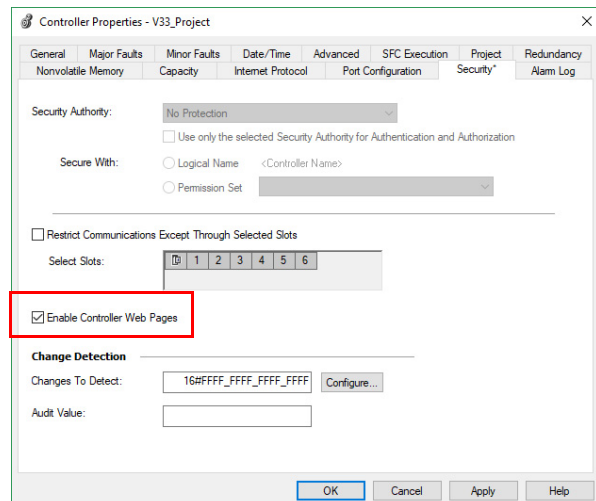 Controller Properties - V33_Project
General Major Faults Minor Faults Date/Time Advanced SFC Execution Project Redundancy
Nonvolatile Memory Capacity Internet Protocol Port Configuration Security* Alarm Log
Security Authority: No Protection
Use only the selected Security Authority for Authentication and Authorization
Secure With: Logical Name <Controller Name>
Permission Set
Restrict Communications Except Through Selected Slots
Select Slots: 1 2 3 4 5 6
Enable Controller Web Pages
Change Detection
Changes To Detect: 16#FFFF_FFFF_FFFF_FFFF Configure...
Audit Value:
OK Cancel Apply Help